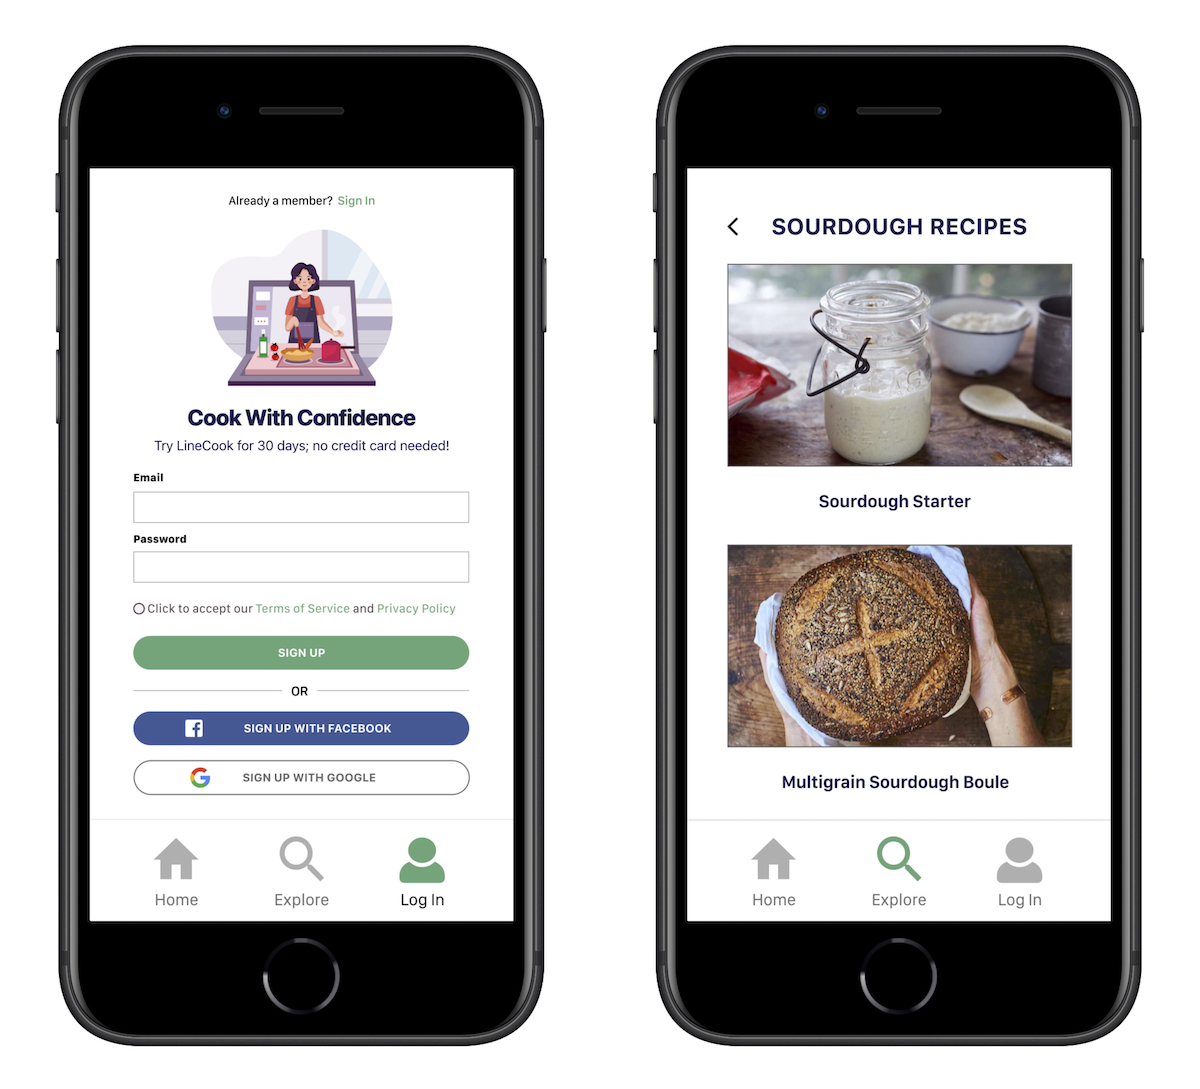 Already a member? Sign In
Cook With Confidence
Try LineCook for 30 days; no credit card needed!
Email
Password
Click to accept our Terms of Service and Privacy Policy
SIGN UP
OR
SIGN UP WITH FACEBOOK
SIGN UP WITH GOOGLE
Home Explore Log In
SOURDOUGH RECIPES
Sourdough Starter
Multigrain Sourdough Boule
Home Explore Log In